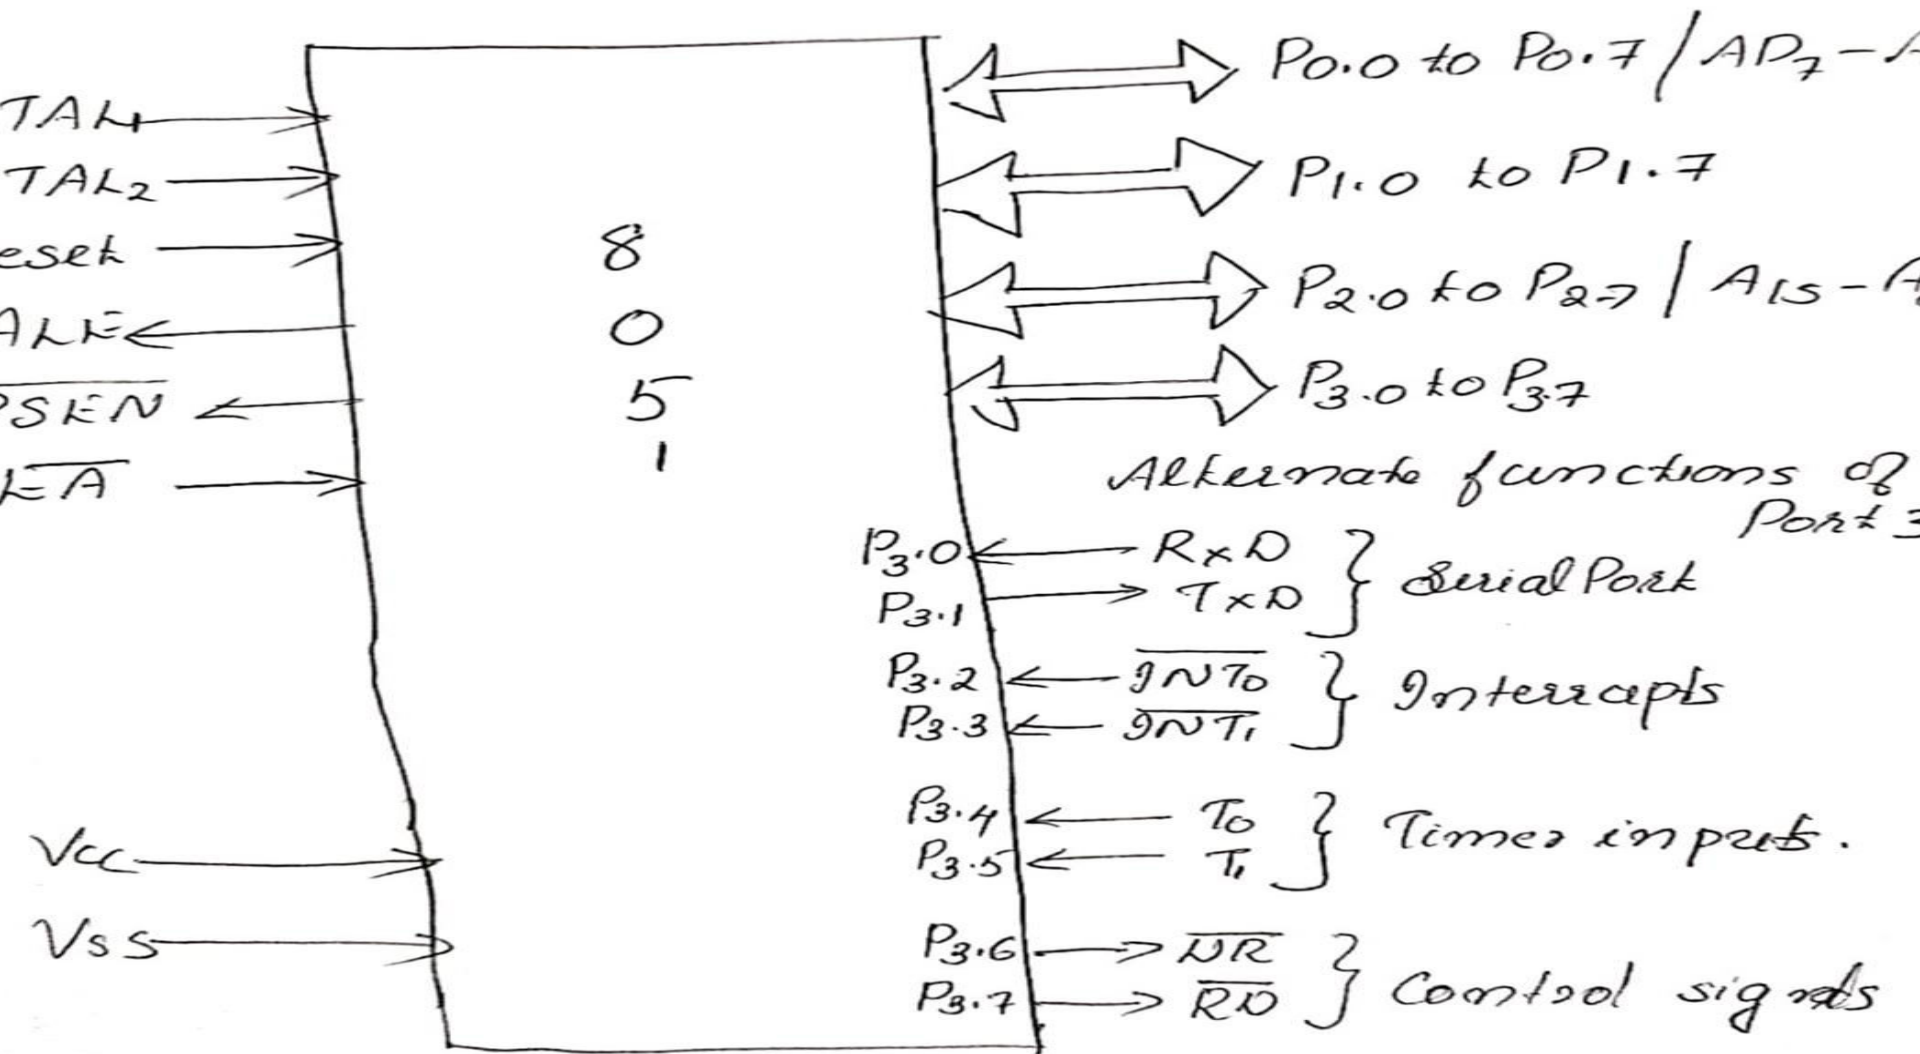 TAL1
TAL2
eset
ALE
PSEN
EA
Vcc
Vss
8
0
5
1
P0.0 to P0.7 / AD7 -
P1.0 to P1.7
P2.0 to P2.7 / A15 - A
P3.0 to P3.7
Alternate functions of
Port 3
P3.0 RxD
P3.1 TxD
Serial Port
P3.2 INT0
P3.3 INT1
Interrupts
P3.4 T0
P3.5 T1
Timer inputs.
P3.6 WR
P3.7 RD
Control signals